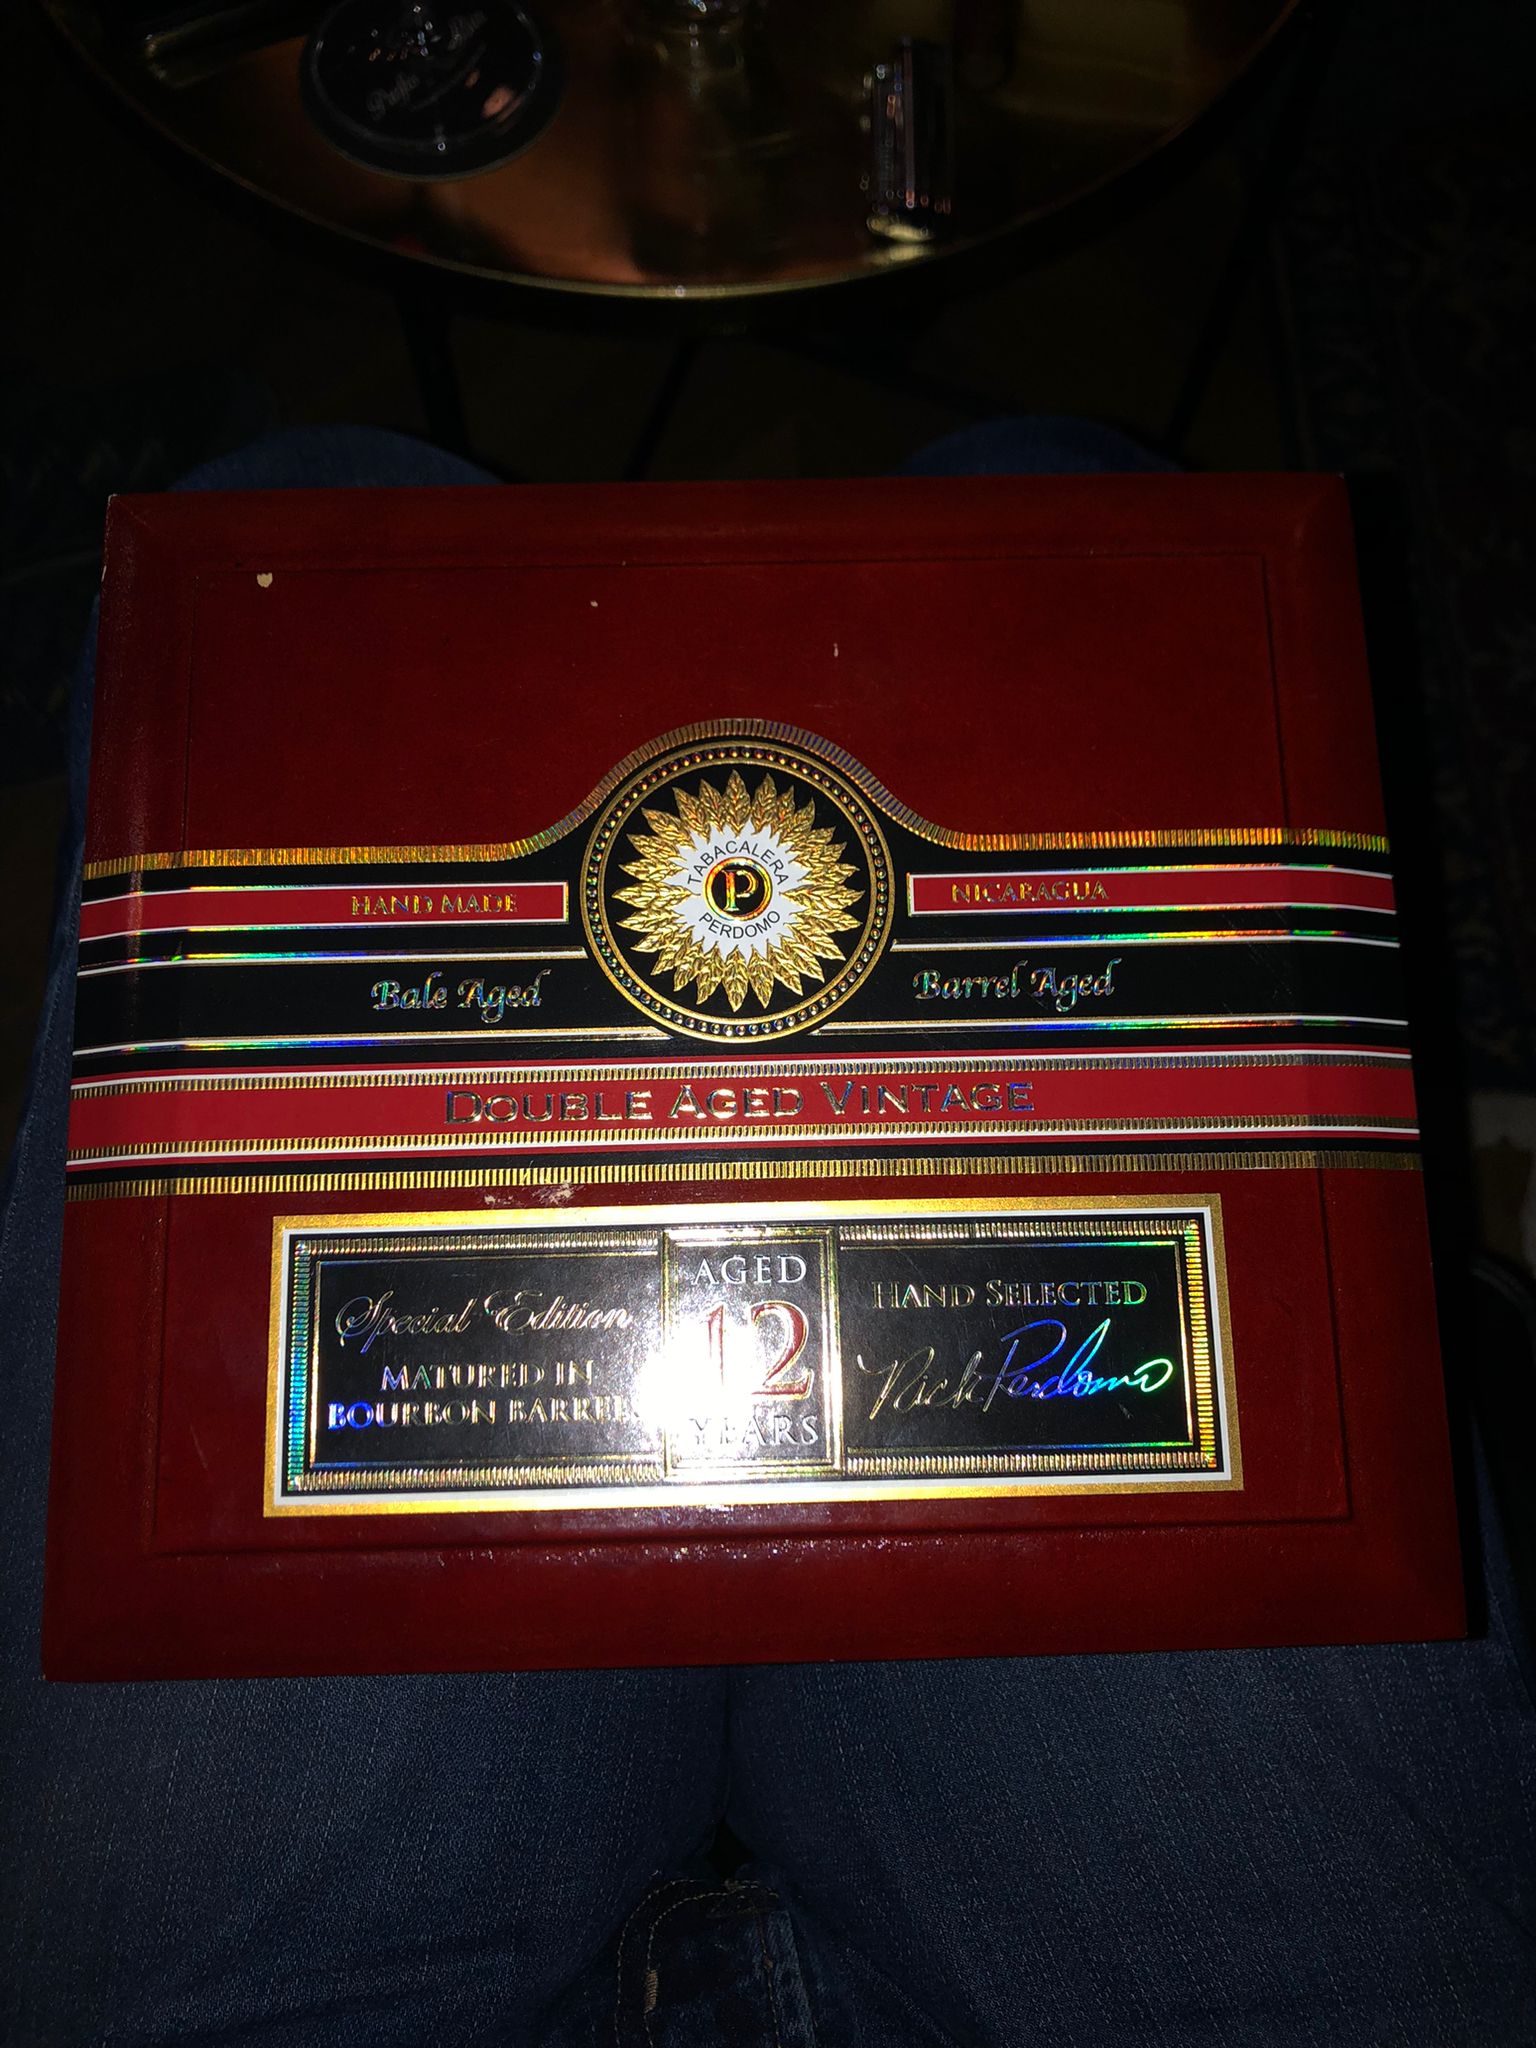 TABACALERA
P
PERDOMO
HAND MADE
NICARAGUA
Bale Aged
Barrel Aged
DOUBLE AGED VINTAGE
Special Edition
MATURED IN
BOURBON
AGED
12
YEARS
HAND SELECTED
Nick Perdomo